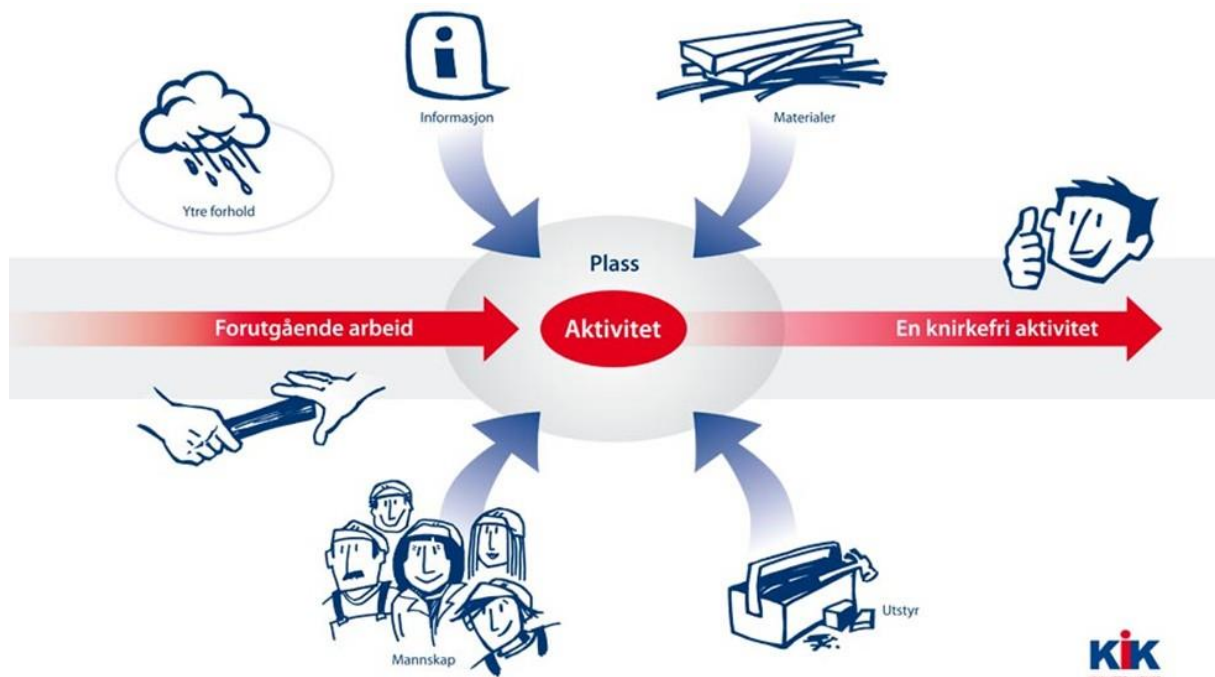 Informasjon
Materialer
Ytre forhold
Plass
Forutgående arbeid
Aktivitet
En knirkefri aktivitet
Mannskap
Utstyr
KiK